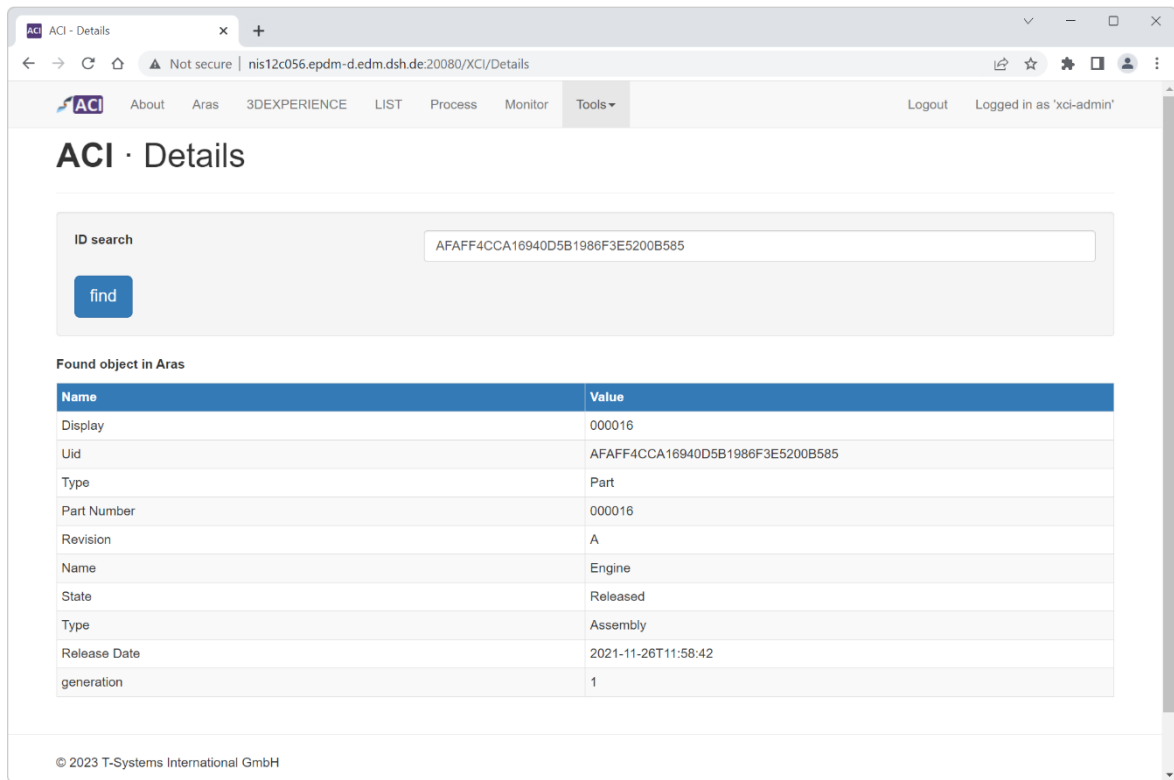 ACI ACI - Details
Not secure nis12c056.epdm-d.edm.dsh.de:20080/XCI/Details
ACI About Aras 3DEXPERIENCE LIST Process Monitor Tools Logout Logged in as 'xci-admin'
ACI · Details
ID search AFAFF4CCA16940D5B1986F3E5200B585
find
Found object in Aras
Name Value
Display 000016
Uid AFAFF4CCA16940D5B1986F3E5200B585
Type Part
Part Number 000016
Revision A
Name Engine
State Released
Type Assembly
Release Date 2021-11-26T11:58:42
generation 1
© 2023 T-Systems International GmbH